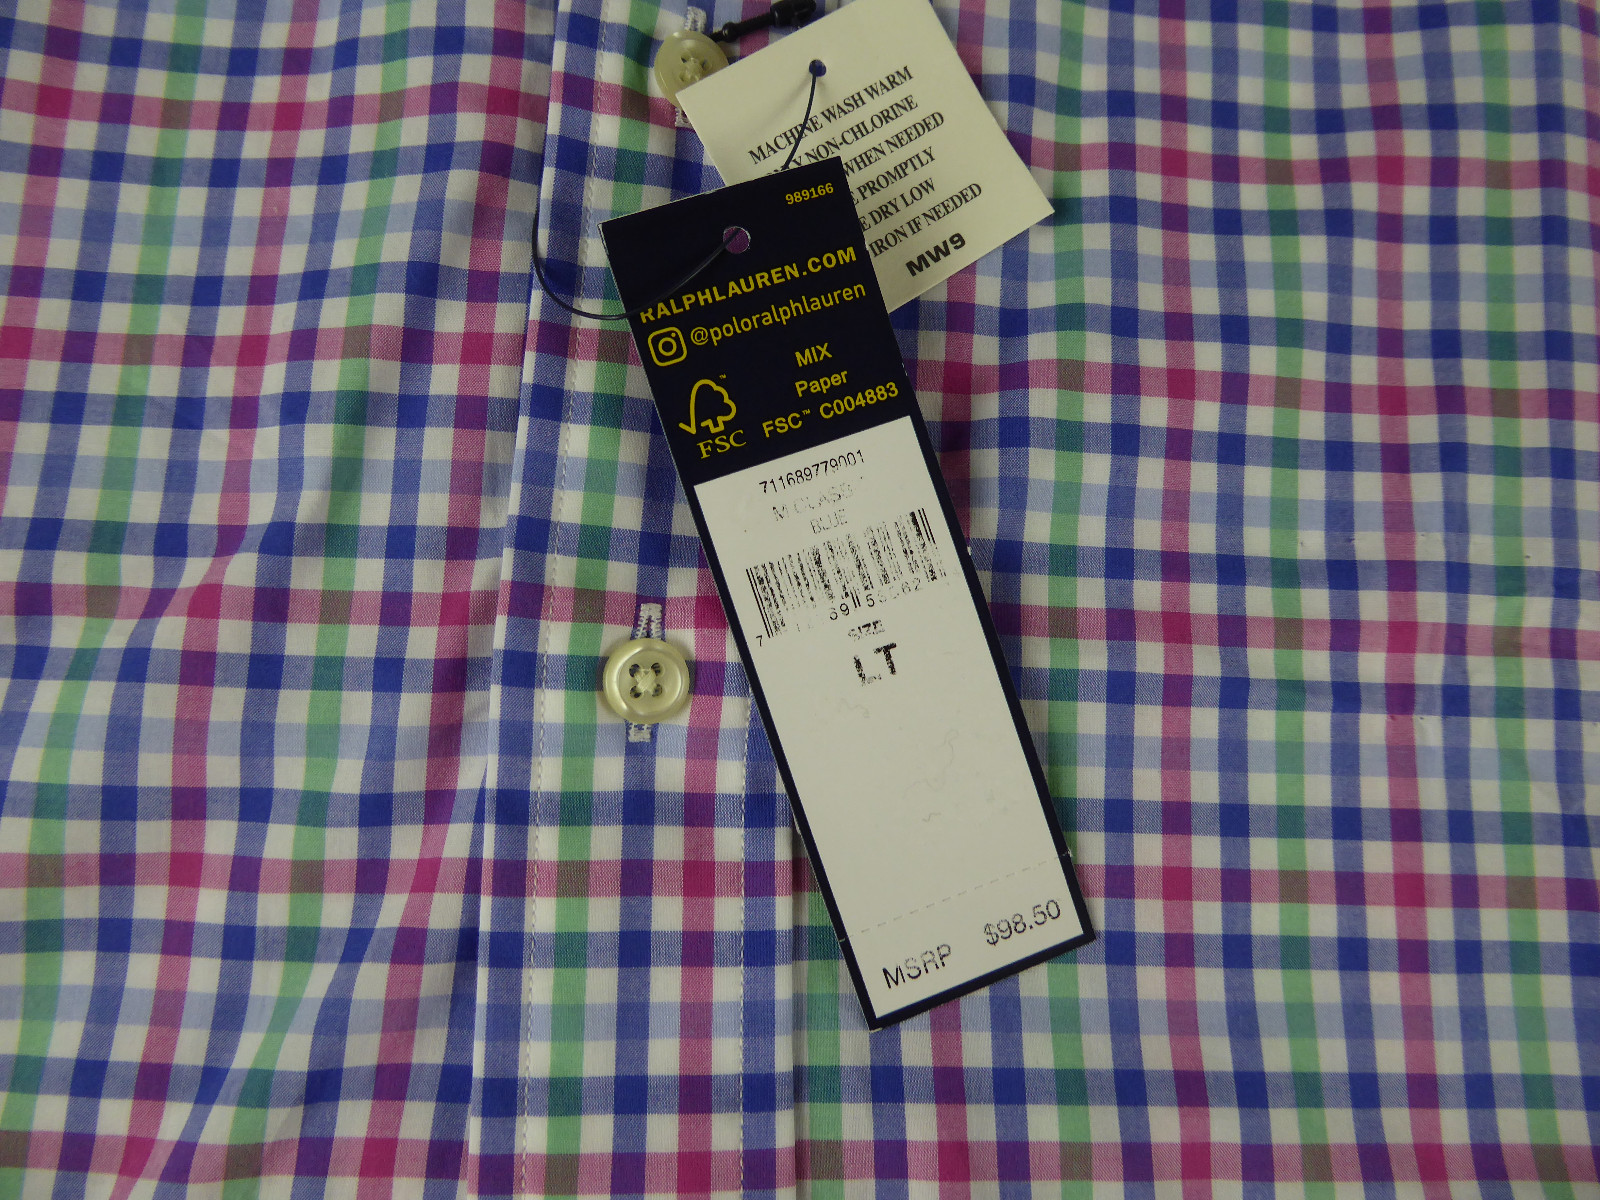 MACHINE WASH WARM
NON-CHLORINE
WHEN NEEDED
PROMPTLY
DRY LOW
IRON IF NEEDED
MW9
989166
RALPHLAUREN.COM
@poloralphlauren
MIX
Paper
FSC™ C004883
FSC
711689779001
BLUE
SIZE
LT
MSRP $98.50